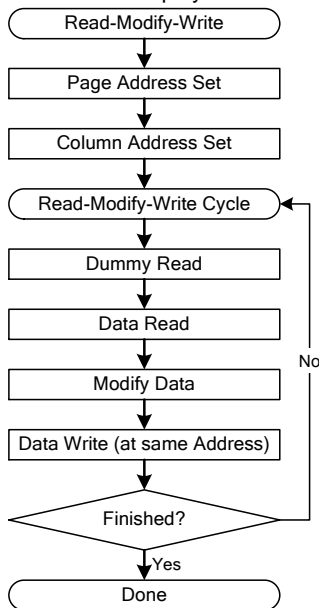 Read-Modify-Write
Page Address Set
Column Address Set
Read-Modify-Write Cycle
Dummy Read
Data Read
No
Modify Data
Data Write (at same Address)
Finished?
Yes
Done